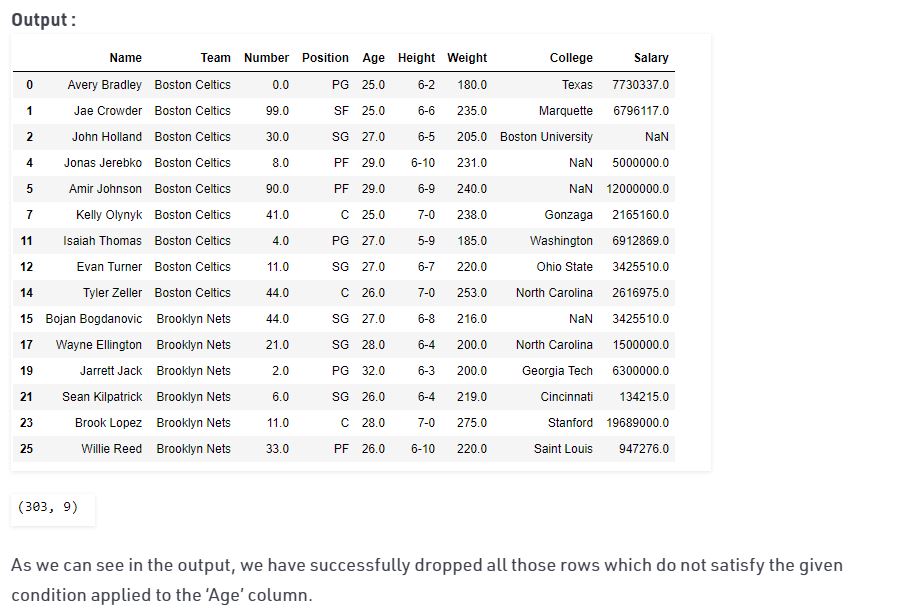 Output :
Name Team Number Position Age Height Weight College Salary
0 Avery Bradley Boston Celtics 0.0 PG 25.0 6-2 180.0 Texas 7730337.0
1 Jae Crowder Boston Celtics 99.0 SF 25.0 6-6 235.0 Marquette 6796117.0
2 John Holland Boston Celtics 30.0 SG 27.0 6-5 205.0 Boston University NaN
4 Jonas Jerebko Boston Celtics 8.0 PF 29.0 6-10 231.0 NaN 5000000.0
5 Amir Johnson Boston Celtics 90.0 PF 29.0 6-9 240.0 NaN 12000000.0
7 Kelly Olynyk Boston Celtics 41.0 C 25.0 7-0 238.0 Gonzaga 2165160.0
11 Isaiah Thomas Boston Celtics 4.0 PG 27.0 5-9 185.0 Washington 6912869.0
12 Evan Turner Boston Celtics 11.0 SG 27.0 6-7 220.0 Ohio State 3425510.0
14 Tyler Zeller Boston Celtics 44.0 C 26.0 7-0 253.0 North Carolina 2616975.0
15 Bojan Bogdanovic Brooklyn Nets 44.0 SG 27.0 6-8 216.0 NaN 3425510.0
17 Wayne Ellington Brooklyn Nets 21.0 SG 28.0 6-4 200.0 North Carolina 1500000.0
19 Jarrett Jack Brooklyn Nets 2.0 PG 32.0 6-3 200.0 Georgia Tech 6300000.0
21 Sean Kilpatrick Brooklyn Nets 6.0 SG 26.0 6-4 219.0 Cincinnati 134215.0
23 Brook Lopez Brooklyn Nets 11.0 C 28.0 7-0 275.0 Stanford 19689000.0
25 Willie Reed Brooklyn Nets 33.0 PF 26.0 6-10 220.0 Saint Louis 947276.0
(303, 9)
As we can see in the output, we have successfully dropped all those rows which do not satisfy the given
condition applied to the ‘Age’ column.